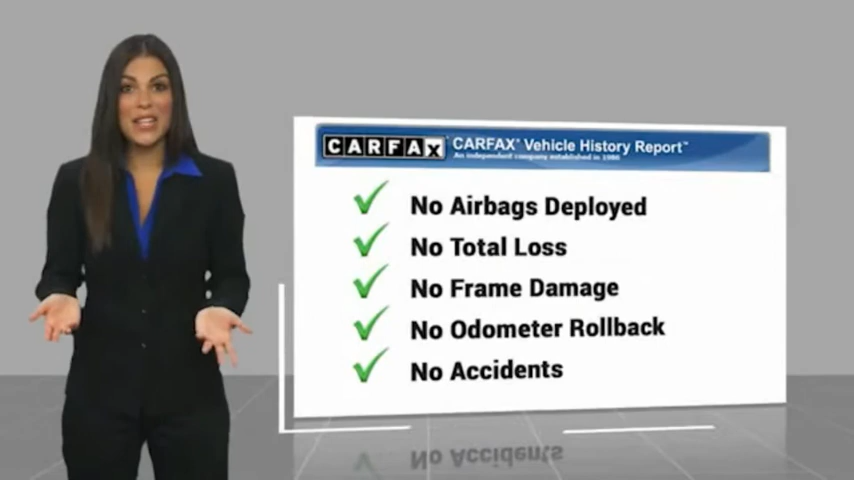 CARFAX CARFAX® Vehicle History Report™
An independent company established in 1986
No Airbags Deployed
No Total Loss
No Frame Damage
No Odometer Rollback
No Accidents
No Accidents